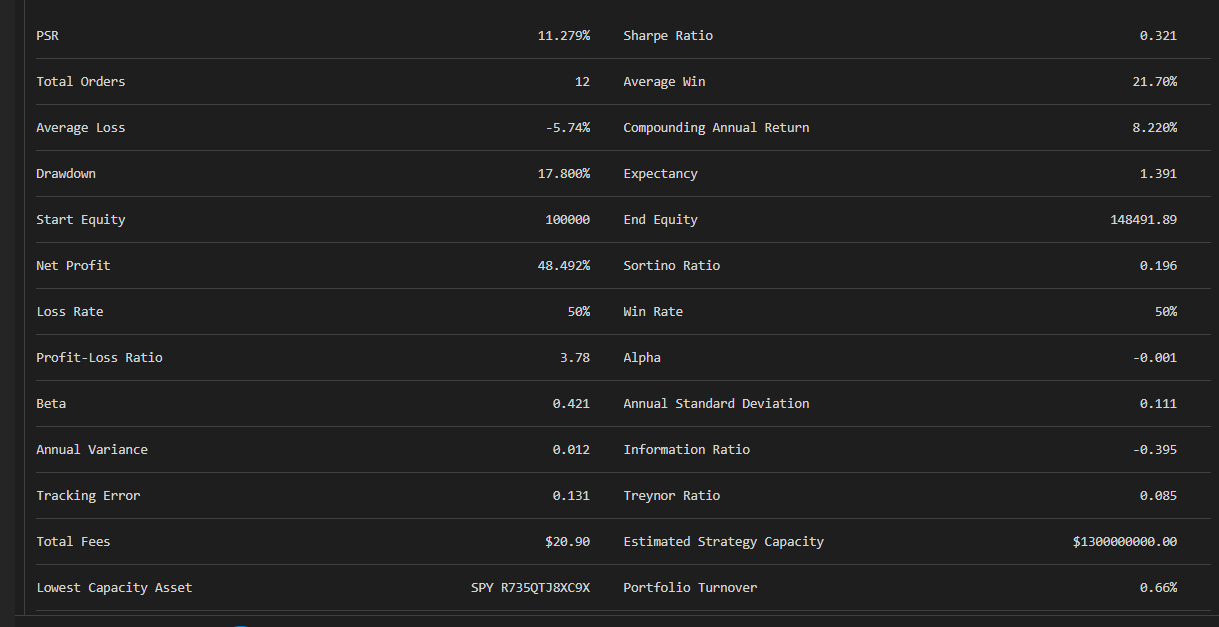 PSR 11.279% Sharpe Ratio 0.321
Total Orders 12 Average Win 21.70%
Average Loss -5.74% Compounding Annual Return 8.220%
Drawdown 17.800% Expectancy 1.391
Start Equity 100000 End Equity 148491.89
Net Profit 48.492% Sortino Ratio 0.196
Loss Rate 50% Win Rate 50%
Profit-Loss Ratio 3.78 Alpha -0.001
Beta 0.421 Annual Standard Deviation 0.111
Annual Variance 0.012 Information Ratio -0.395
Tracking Error 0.131 Treynor Ratio 0.085
Total Fees $20.90 Estimated Strategy Capacity $1300000000.00
Lowest Capacity Asset SPY R735QTJ8XC9X Portfolio Turnover 0.66%